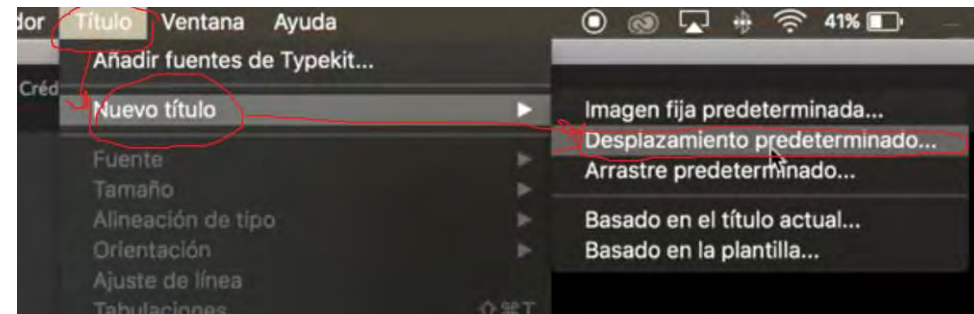 dor Título Ventana Ayuda 41%
Añadir fuentes de Typekit...
Créd
Nuevo título
Imagen fija predeterminada...
Desplazamiento predeterminado...
Fuente
Arrastre predeterminado...
Tamaño
Alineación de tipo
Basado en el título actual...
Orientación
Basado en la plantilla...
Ajuste de línea
Tabulaciones ⇧⌘T